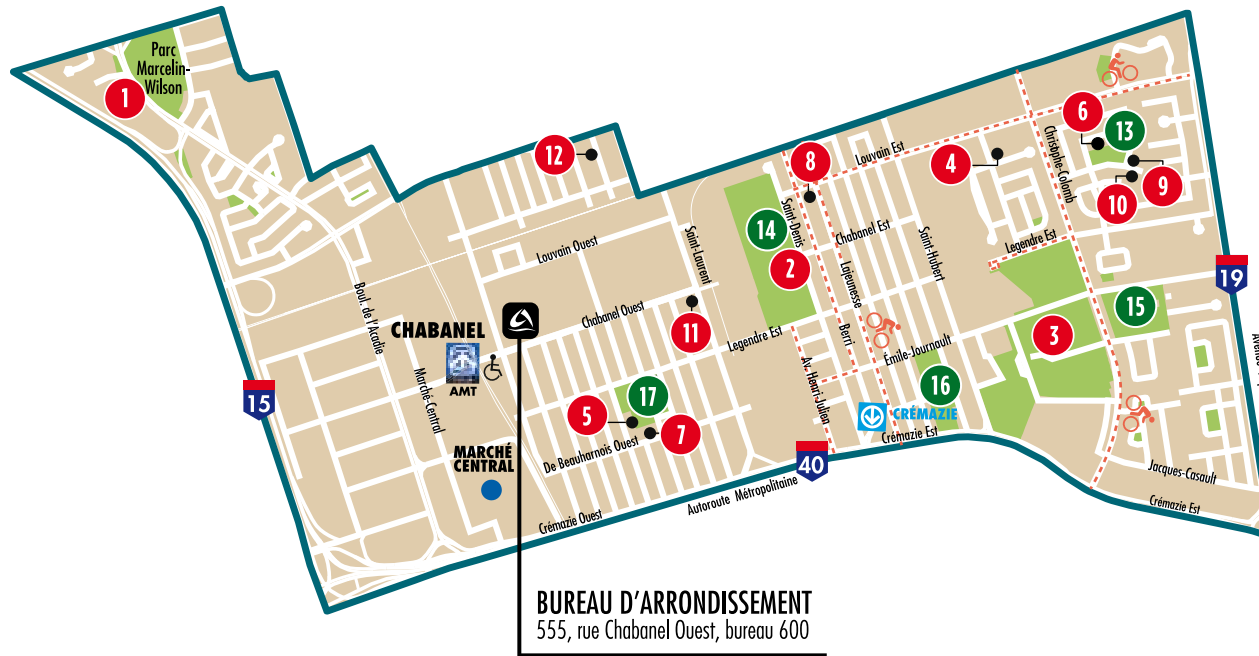 Parc
Marcelin-
Wilson
1
12
8
Louvain Est
4
Christophe-Colomb
6
13
9
10
Saint-Laurent
14
2
Saint-Denis
Chabanel Est
Saint-Hubert
Legendre Est
Lajeunesse
Louvain Ouest
Boul. de l'Acadie
19
CHABANEL
AMT
Chabanel Ouest
11
Legendre Est
Berri
Émile-Journault
3
15
15
Marché-Central
Av. Henri-Julien
16
CRÉMAZIE
Crémazie Est
5
17
7
De Beauharnois Ouest
MARCHÉ
CENTRAL
40
Autoroute Métropolitaine
Crémazie Ouest
Jacques-Casault
Crémazie Est
BUREAU D'ARRONDISSEMENT
555, rue Chabanel Ouest, bureau 600